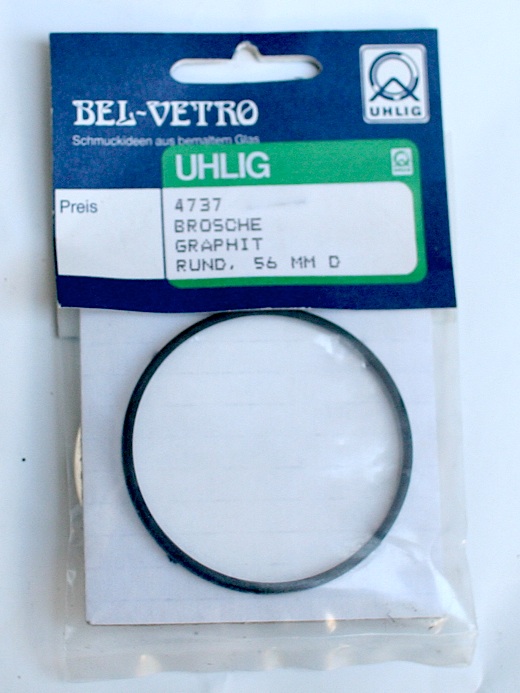 BEL-VETRO
UHLIG
Schmuckideen aus bemaltem Glas
UHLIG
Preis
4737
BROSCHE
GRAPHIT
RUND, 56 MM D